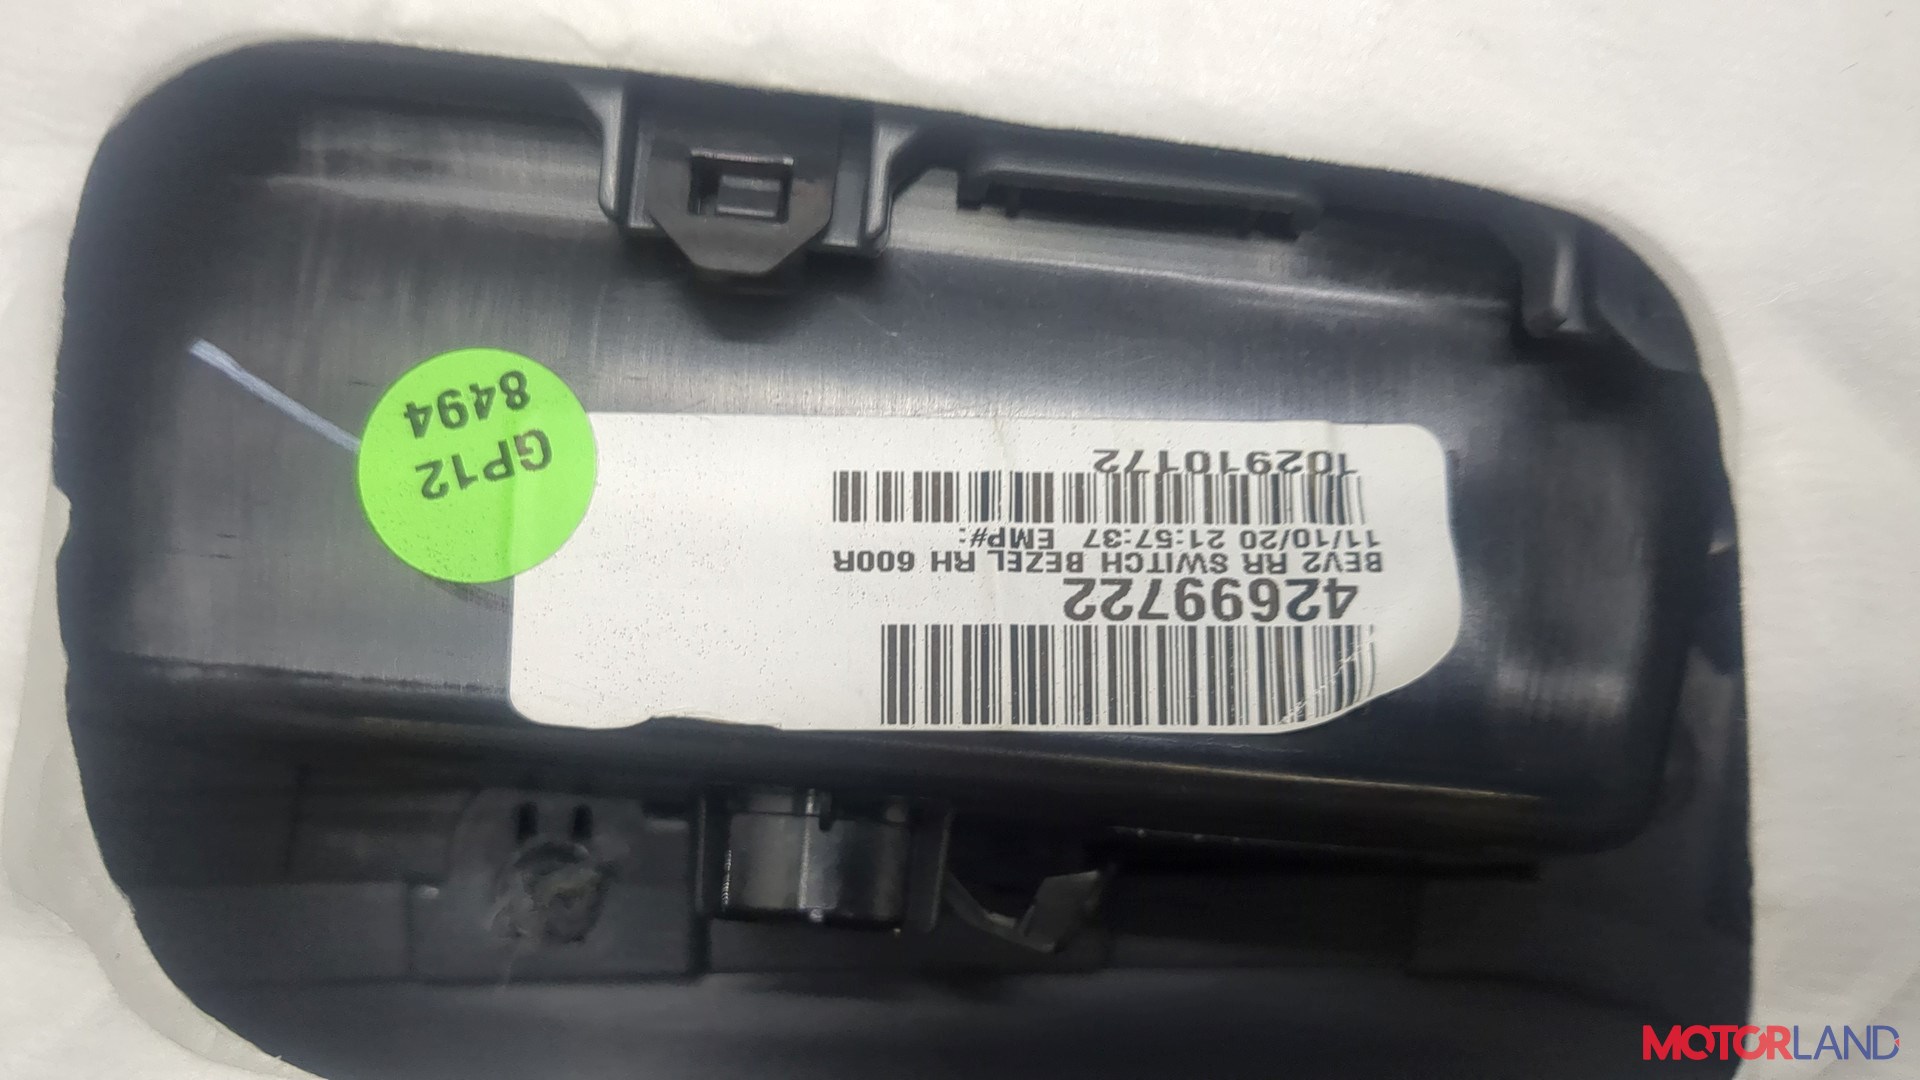 42699722
BEV2 RR SWITCH BEZEL RH 600R
11/10/20 21:57:37 EMP#:
102910172
GP12
8494
MOTORLAND